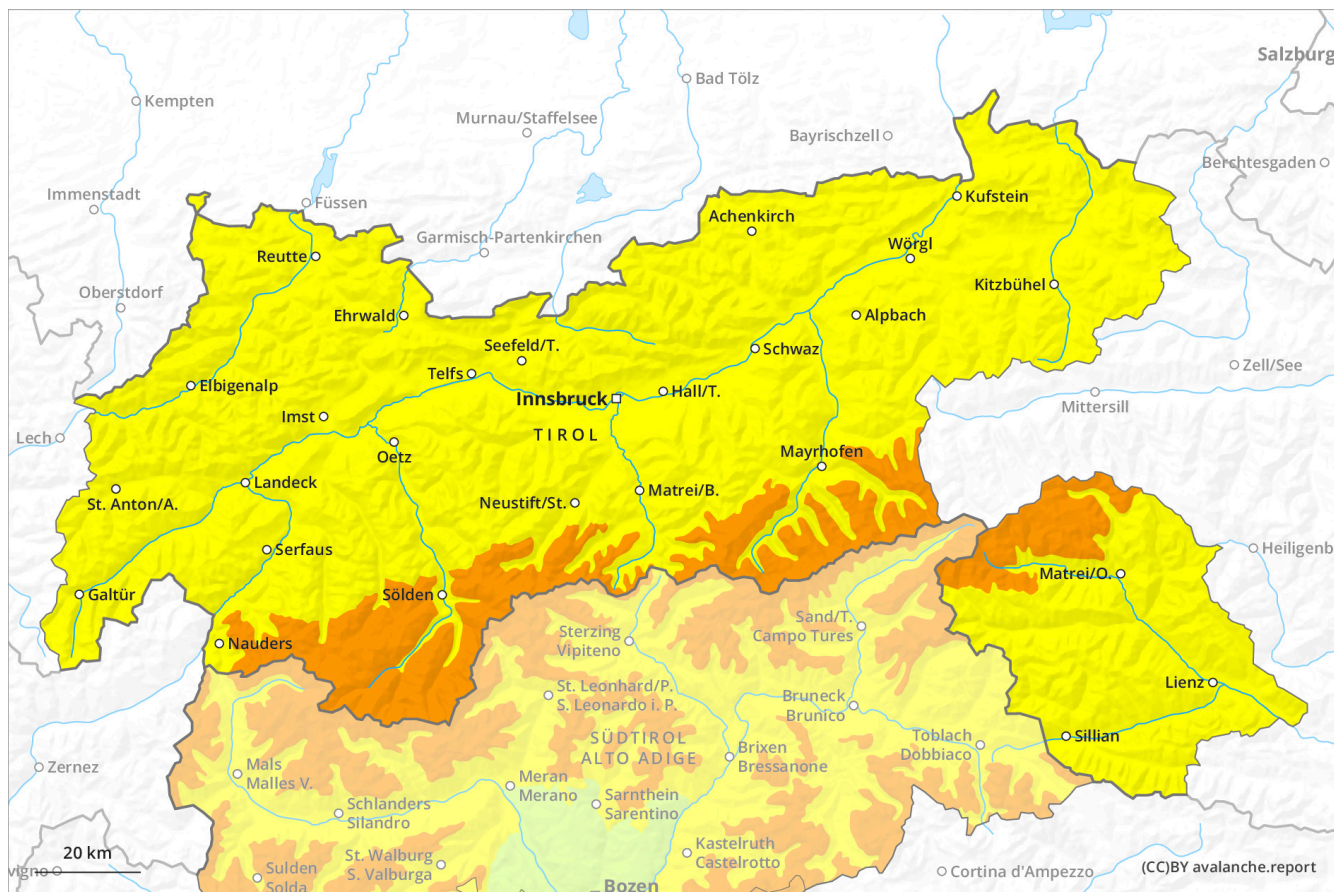 Salzburg
Bad Tölz
Kempten
Murnau/Staffelsee
Bayrischzell
Berchtesgaden
Immenstadt
Füssen
Kufstein
Achenkirch
Garmisch-Partenkirchen
Wörgl
Reutte
Kitzbühel
Oberstdorf
Ehrwald
Alpbach
Seefeld/T.
Schwaz
Zell/See
Telfs
Elbigenalp
Innsbruck
Hall/T.
Mittersill
Imst
TIROL
Lech
Oetz
Mayrhofen
Landeck
Matrei/B.
St. Anton/A.
Neustift/St.
Serfaus
Heiligenb
Matrei/O.
Galtür
Sölden
Sand/T.
Campo Tures
Sterzing
Vipiteno
Nauders
Lienz
St. Leonhard/P.
S. Leonardo i. P.
Bruneck
Brunico
Sillian
SÜDTIROL
ALTO ADIGE
Toblach
Dobbiaco
Brixen
Bressanone
Zernez
Mals
Malles V.
Meran
Merano
Sarnthein
Sarentino
Schlanders
Silandro
Kastelruth
Castelrotto
20 km
St. Walburg
S. Valburga
vigno
Sulden
Solda
Cortina d'Ampezzo
(CC)BY avalanche.report
Bozen